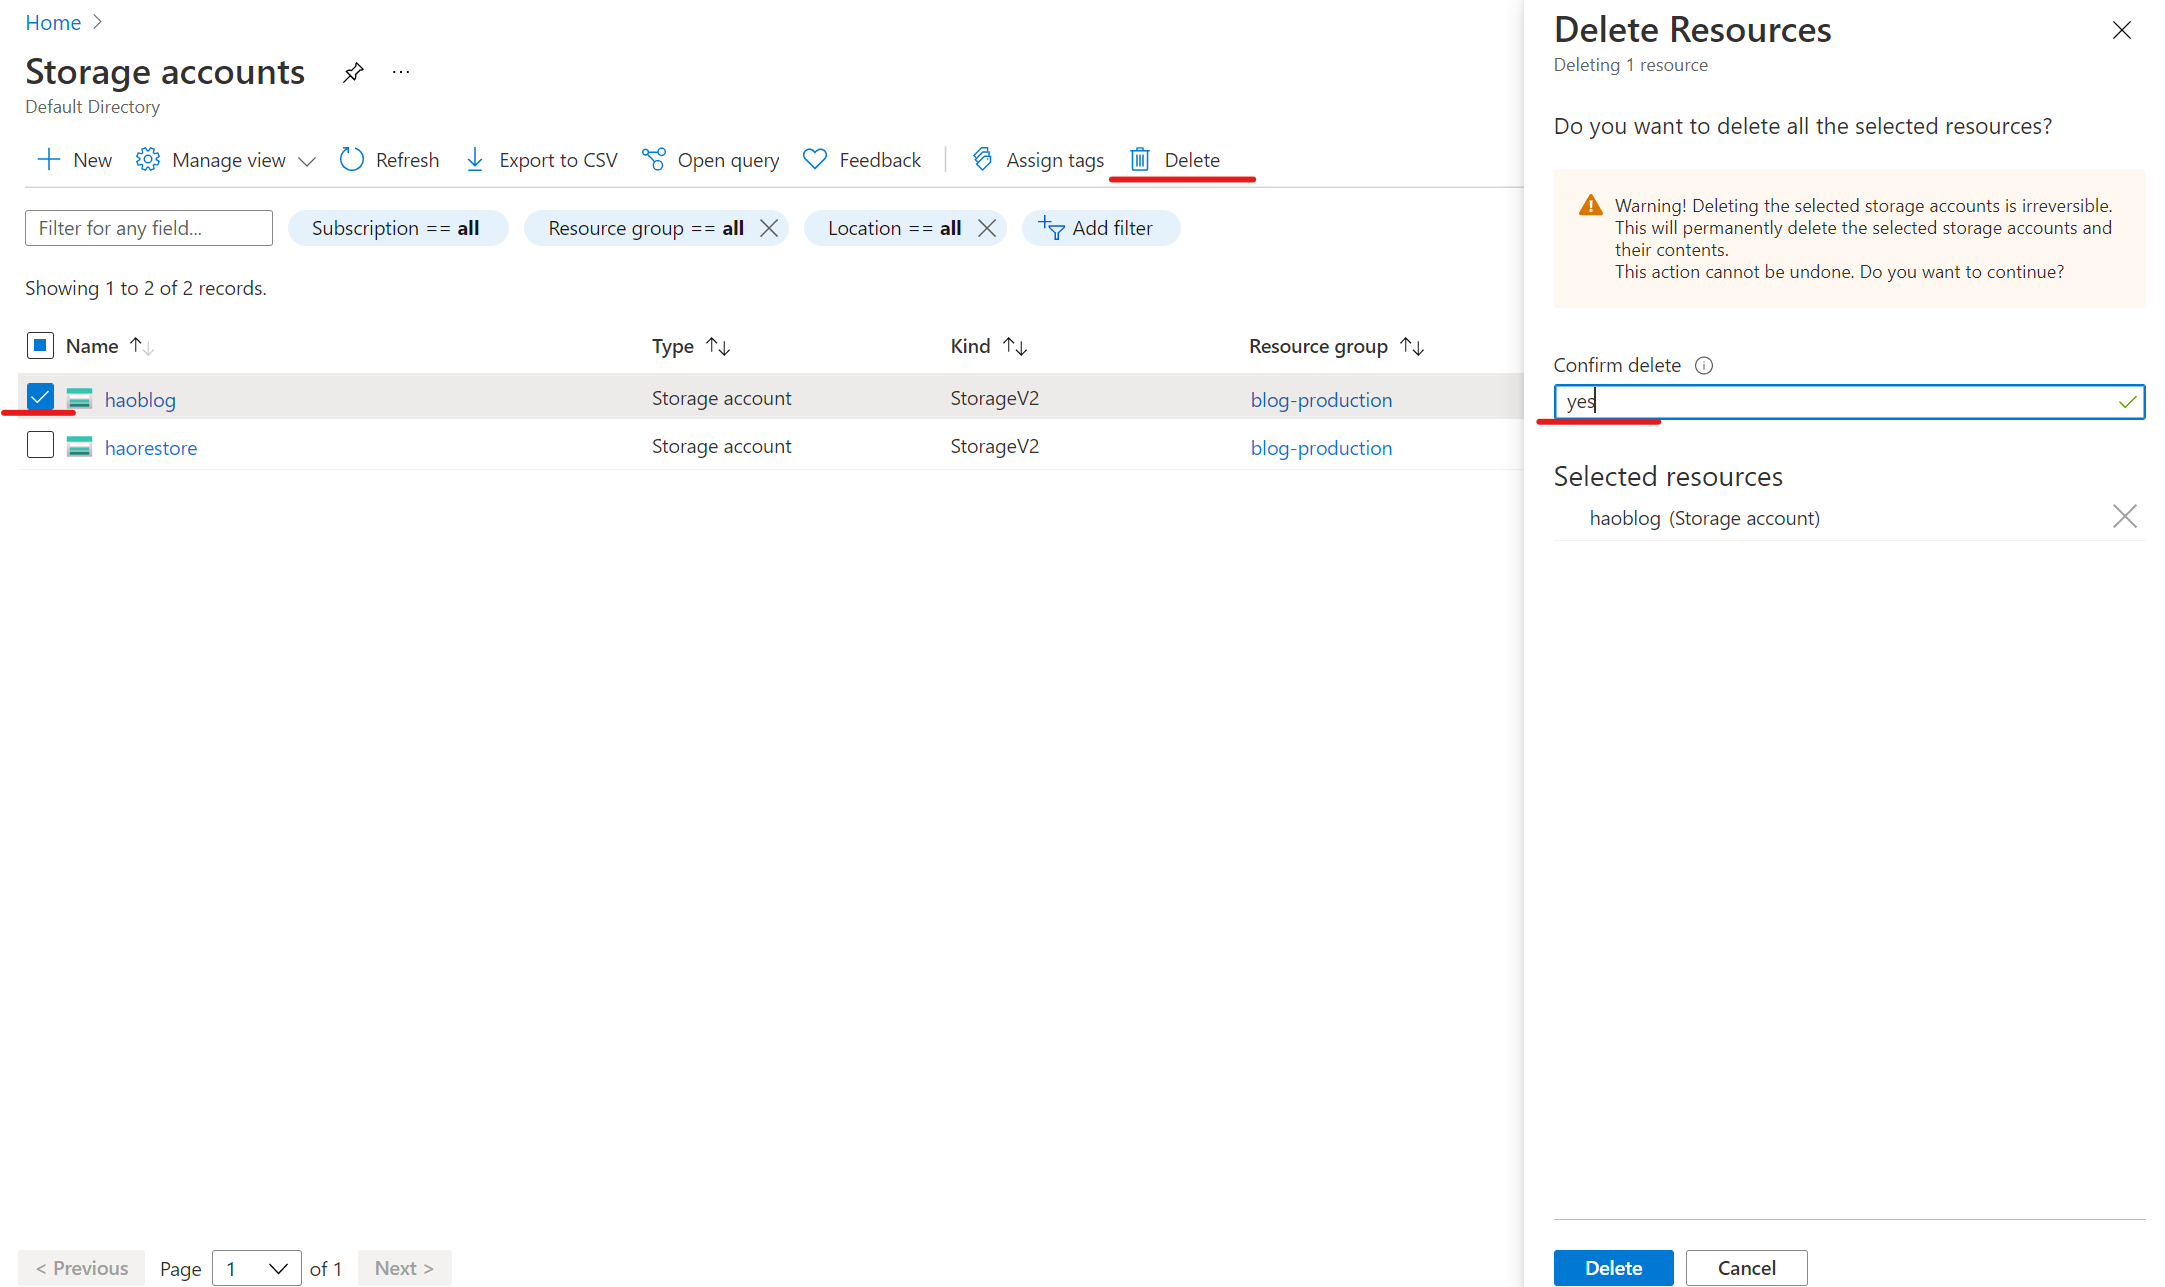 Home
Storage accounts
Default Directory
New Manage view Refresh Export to CSV Open query Feedback Assign tags Delete
Filter for any field... Subscription == all Resource group == all Location == all Add filter
Showing 1 to 2 of 2 records.
Name Type Kind Resource group
haoblog Storage account StorageV2 blog-production
haorestore Storage account StorageV2 blog-production
< Previous Page 1 of 1 Next >
Delete Resources
Deleting 1 resource
Do you want to delete all the selected resources?
Warning! Deleting the selected storage accounts is irreversible.
This will permanently delete the selected storage accounts and
their contents.
This action cannot be undone. Do you want to continue?
Confirm delete
yes
Selected resources
haoblog (Storage account)
Delete Cancel